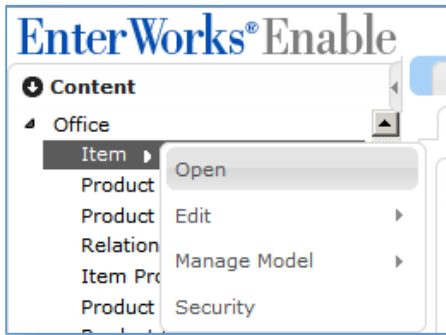 EnterWorks®Enable
Content
Office
Item
Open
Product
Product
Edit
Relation
Manage Model
Item Pro
Product
Security